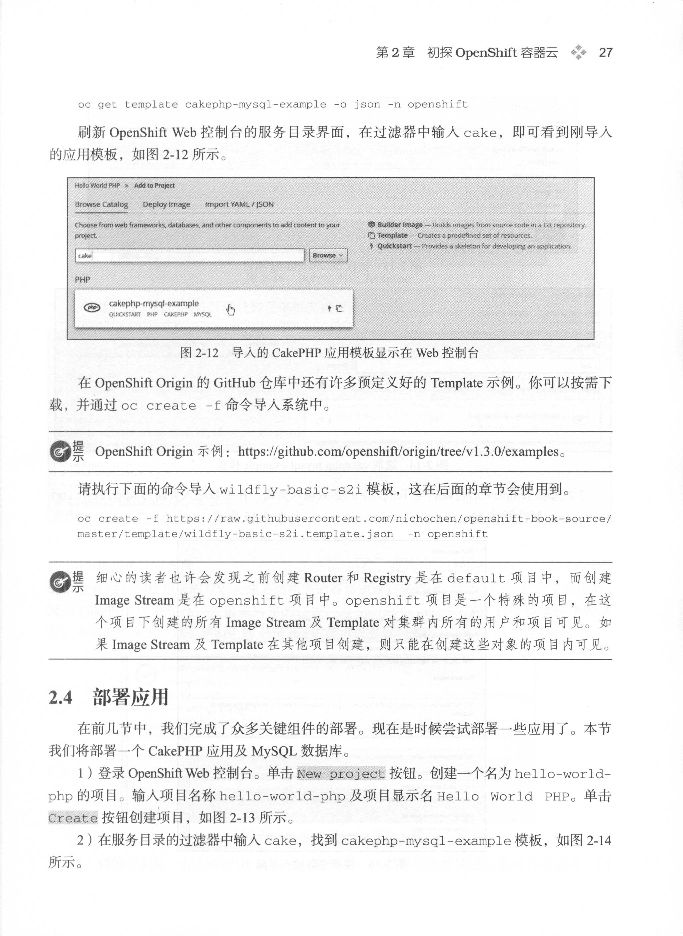 第 2 章 初探 OpenShift 容器云 27
oc get template cakephp-mysql-example -o json -n openshift
刷新 OpenShift Web 控制台的服务目录界面，在过滤器中输入 cake，即可看到刚导入
的应用模板，如图 2-12 所示。
Hello World PHP » Add to Project
Browse Catalog Deploy Image Import YAML / JSON
Choose from web frameworks, databases, and other components to add content to your
project.
Builder Image — Builds images from source code in a Git repository.
Template — Creates a predefined set of resources.
Quickstart — Provides a skeleton for developing an application.
cake Browse
PHP
php cakephp-mysql-example
QUICKSTART PHP CAKEPHP MYSQL
图 2-12 导入的 CakePHP 应用模板显示在 Web 控制台
在 OpenShift Origin 的 GitHub 仓库中还有许多预定义好的 Template 示例。你可以按需下
载，并通过 oc create -f 命令导入系统中。
提示 OpenShift Origin 示例：https://github.com/openshift/origin/tree/v1.3.0/examples。
请执行下面的命令导入 wildfly-basic-s2i 模板，这在后面的章节会使用到。
oc create -f https://raw.githubusercontent.com/nichochen/openshift-book-source/
master/template/wildfly-basic-s2i.template.json -n openshift
提示 细心的读者也许会发现之前创建 Router 和 Registry 是在 default 项目中，而创建
Image Stream 是在 openshift 项目中。openshift 项目是一个特殊的项目，在这
个项目下创建的所有 Image Stream 及 Template 对集群内所有的用户和项目可见。如
果 Image Stream 及 Template 在其他项目创建，则只能在创建这些对象的项目内可见。
2.4 部署应用
在前几节中，我们完成了众多关键组件的部署。现在是时候尝试部署一些应用了。本节
我们将部署一个 CakePHP 应用及 MySQL 数据库。
1）登录 OpenShift Web 控制台。单击 New project 按钮。创建一个名为 hello-world-
php 的项目。输入项目名称 hello-world-php 及项目显示名 Hello World PHP。单击
Create 按钮创建项目，如图 2-13 所示。
2）在服务目录的过滤器中输入 cake，找到 cakephp-mysql-example 模板，如图 2-14
所示。